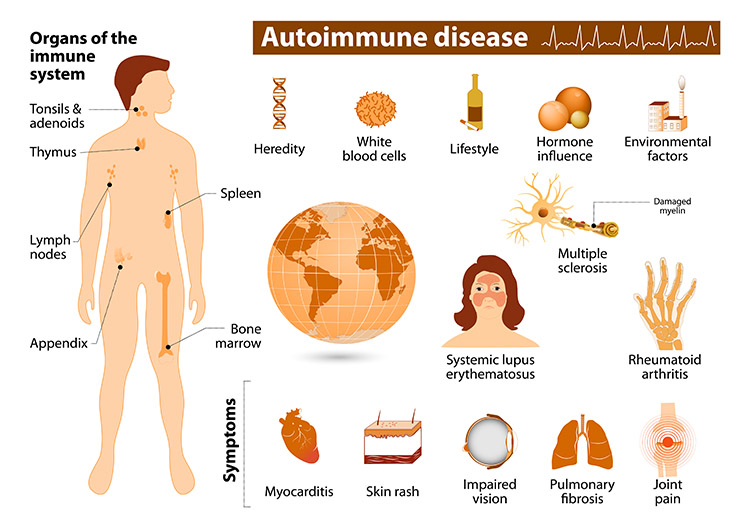 Organs of the
immune
system
Tonsils &
adenoids
Thymus
Spleen
Lymph
nodes
Appendix
Bone
marrow
Autoimmune disease
Heredity
White
blood cells
Lifestyle
Hormone
influence
Environmental
factors
Damaged
myelin
Multiple
sclerosis
Systemic lupus
erythematosus
Rheumatoid
arthritis
Symptoms
Myocarditis
Skin rash
Impaired
vision
Pulmonary
fibrosis
Joint
pain